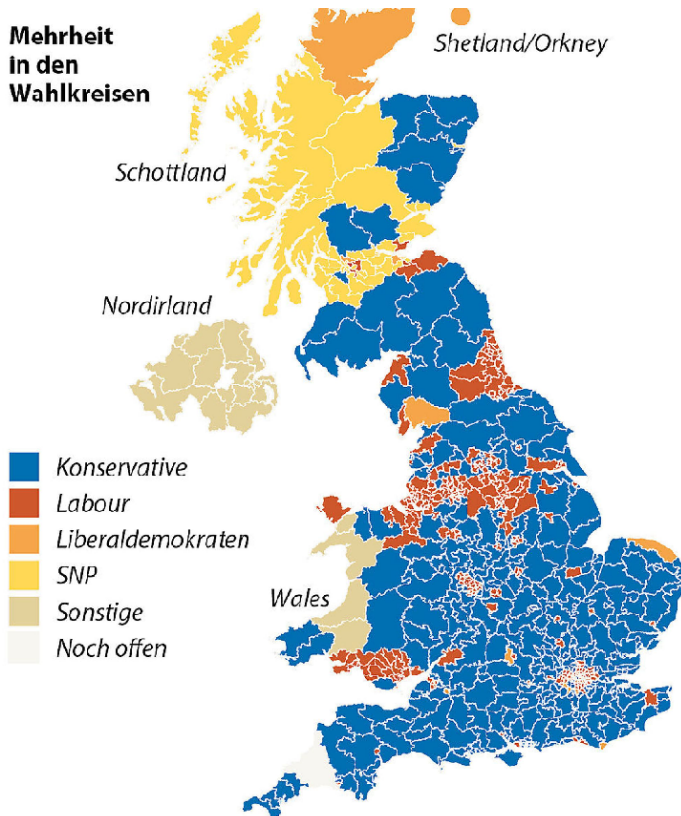 Mehrheit
in den
Wahlkreisen
Shetland/Orkney
Schottland
Nordirland
Konservative
Labour
Liberaldemokraten
SNP
Sonstige
Noch offen
Wales